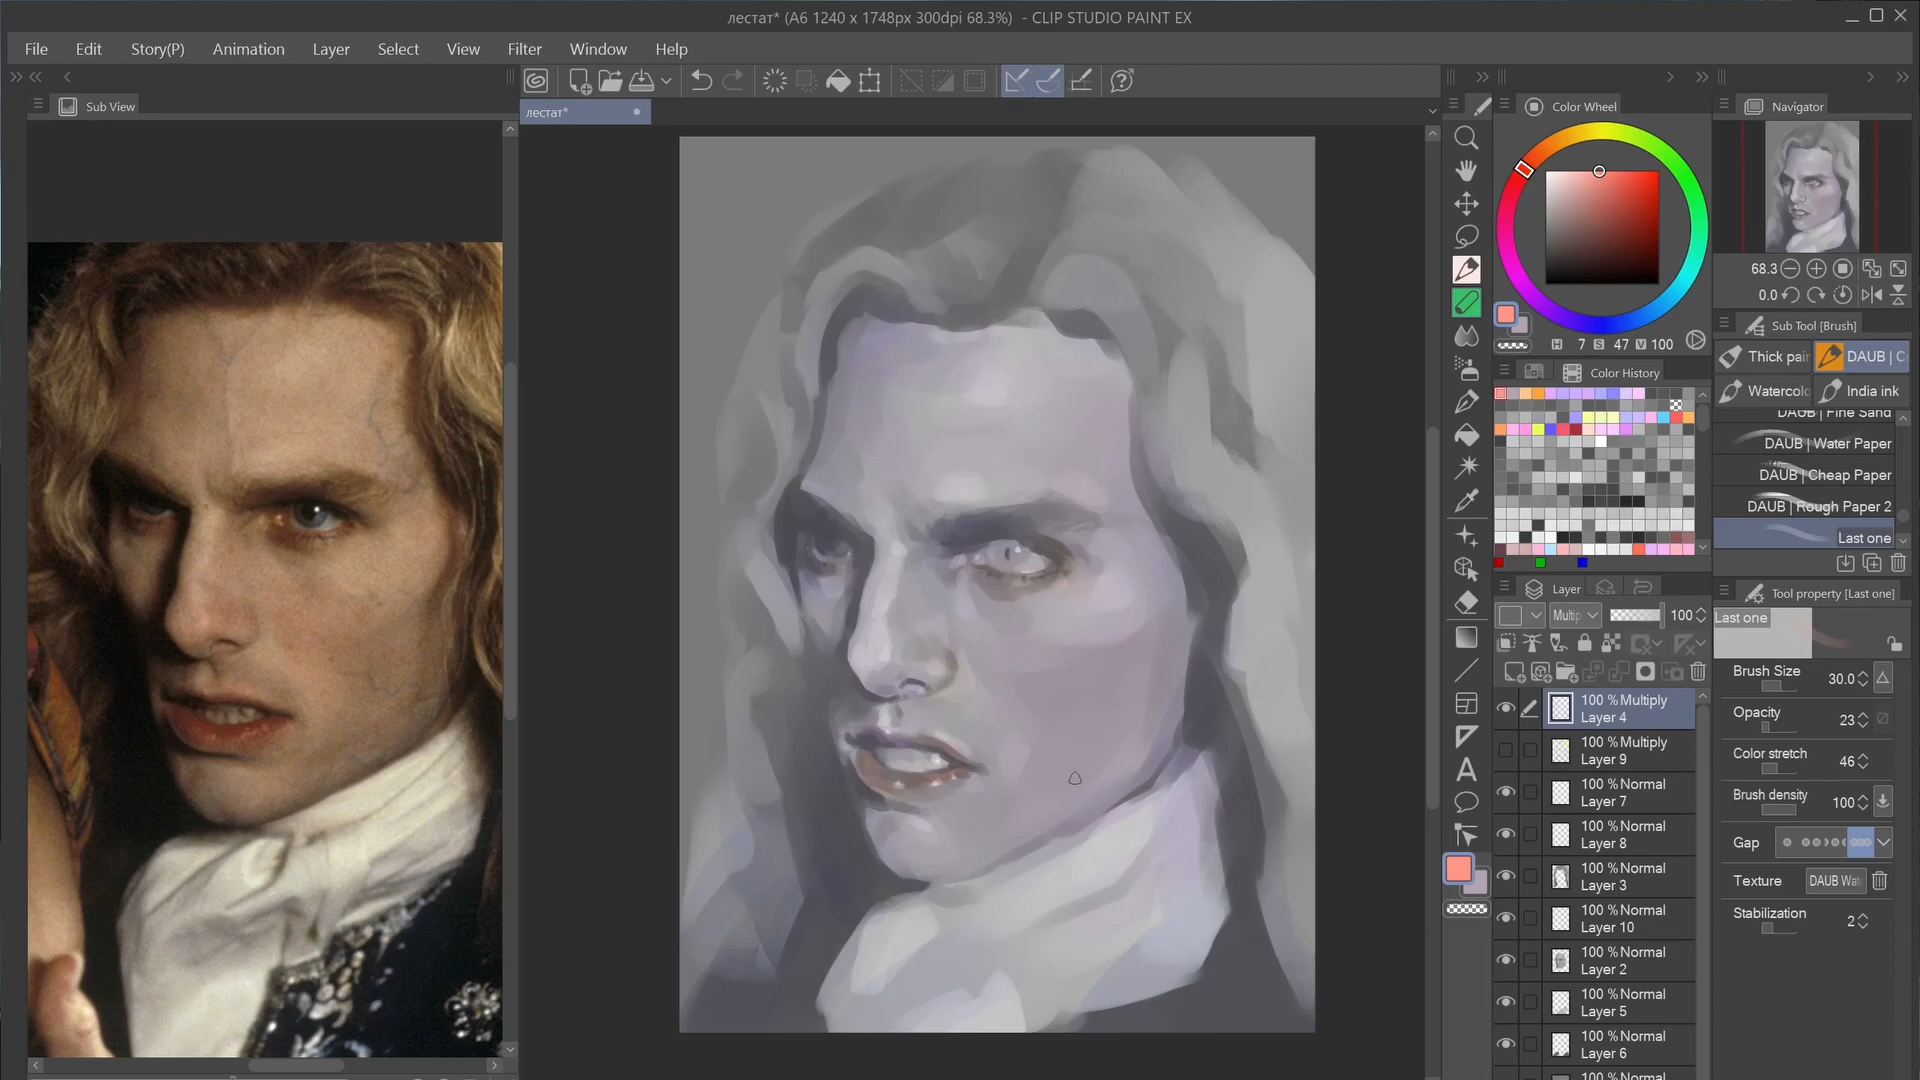 лестат* (A6 1240 x 1748px 300dpi 68.3%) - CLIP STUDIO PAINT EX
File Edit Story(P) Animation Layer Select View Filter Window Help
Sub View
лестат*
Color Wheel
H 7 S 47 V 100
Color History
Layer
Multip
100
100 % Multiply
Layer 4
100 % Multiply
Layer 9
100 % Normal
Layer 7
100 % Normal
Layer 8
100 % Normal
Layer 3
100 % Normal
Layer 10
100 % Normal
Layer 2
100 % Normal
Layer 5
100 % Normal
Layer 6
100 % Normal
Navigator
68.3
0.0
Sub Tool [Brush]
Thick pai
DAUB | C
Watercolo
India ink
DAUB | Fine Sand
DAUB | Water Paper
DAUB | Cheap Paper
DAUB | Rough Paper 2
Last one
Tool property [Last one]
Last one
Brush Size 30.0
Opacity 23
Color stretch 46
Brush density 100
Gap
Texture DAUB Wat
Stabilization 2